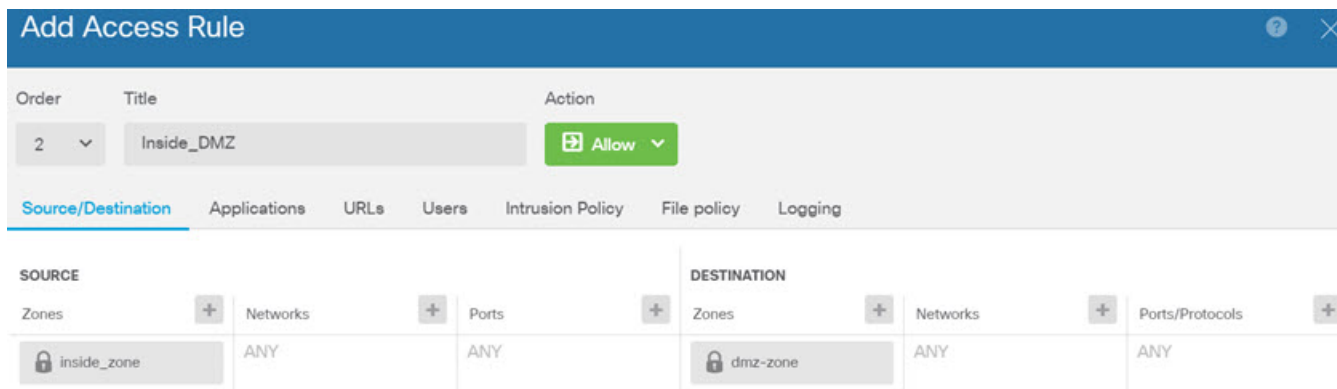 Add Access Rule
Order Title Action
2 Inside_DMZ Allow
Source/Destination Applications URLs Users Intrusion Policy File policy Logging
SOURCE DESTINATION
Zones Networks Ports Zones Networks Ports/Protocols
inside_zone ANY ANY dmz-zone ANY ANY